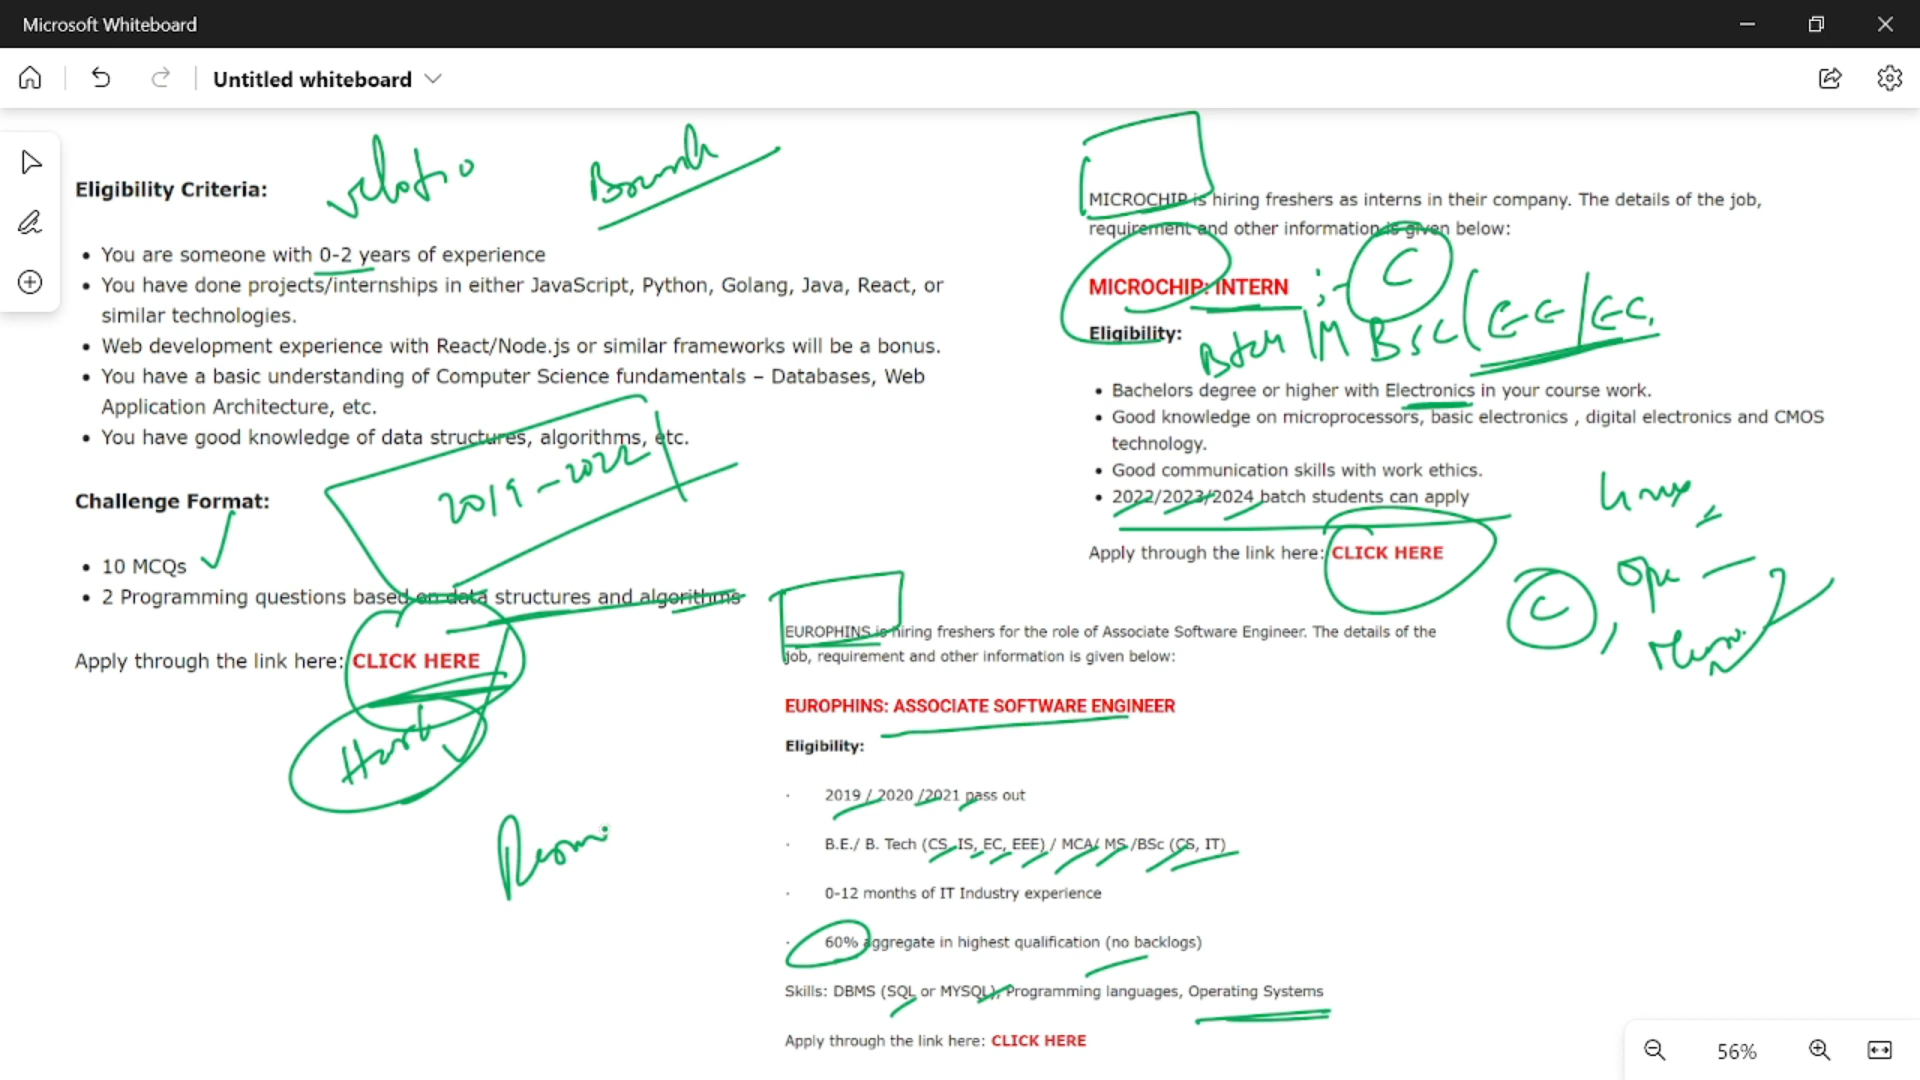 Microsoft Whiteboard
Untitled whiteboard
Eligibility Criteria:
• You are someone with 0-2 years of experience
• You have done projects/internships in either JavaScript, Python, Golang, Java, React, or
similar technologies.
• Web development experience with React/Node.js or similar frameworks will be a bonus.
• You have a basic understanding of Computer Science fundamentals – Databases, Web
Application Architecture, etc.
• You have good knowledge of data structures, algorithms, etc.
2019-2022
Challenge Format:
• 10 MCQs
• 2 Programming questions based on data structures and algorithms
Apply through the link here: CLICK HERE
MICROCHIP is hiring freshers as interns in their company. The details of the job,
requirement and other information is given below:
MICROCHIP: INTERN
C
Eligibility:
Btech/M BSC
• Bachelors degree or higher with Electronics in your course work.
• Good knowledge on microprocessors, basic electronics , digital electronics and CMOS
technology.
• Good communication skills with work ethics.
• 2022/2023/2024 batch students can apply
Apply through the link here: CLICK HERE
C,
EUROPHINS is hiring freshers for the role of Associate Software Engineer. The details of the
job, requirement and other information is given below:
EUROPHINS: ASSOCIATE SOFTWARE ENGINEER
Eligibility:
· 2019 / 2020 /2021 pass out
· B.E./ B. Tech (CS, IS, EC, EEE) / MCA/ MS /BSc (CS, IT)
· 0-12 months of IT Industry experience
· 60% aggregate in highest qualification (no backlogs)
Skills: DBMS (SQL or MYSQL), Programming languages, Operating Systems
Apply through the link here: CLICK HERE
56%